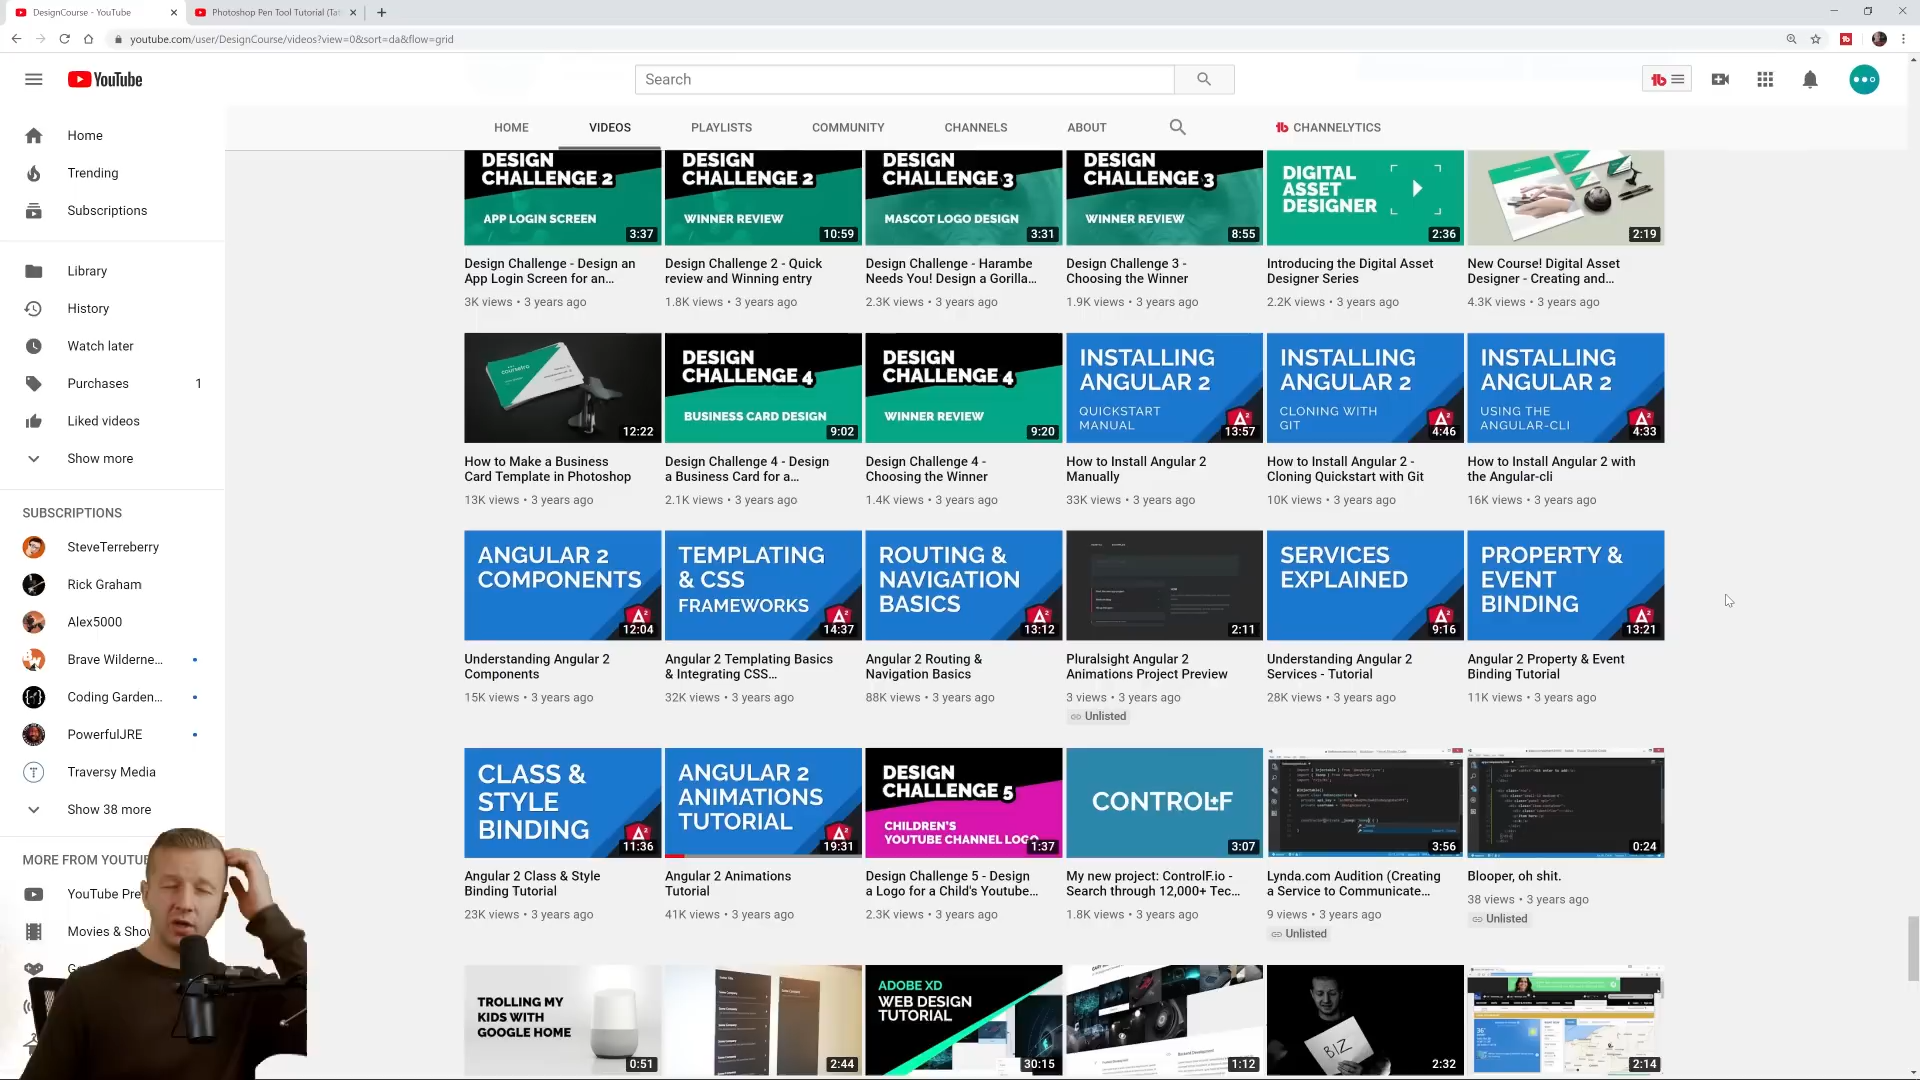 DesignCourse - YouTube
Photoshop Pen Tool Tutorial (Tat
youtube.com/user/DesignCourse/videos?view=0&sort=da&flow=grid
YouTube
Search
HOME
VIDEOS
PLAYLISTS
COMMUNITY
CHANNELS
ABOUT
CHANNELYTICS
Home
Trending
Subscriptions
Library
History
Watch later
Purchases 1
Liked videos
Show more
SUBSCRIPTIONS
SteveTerreberry
Rick Graham
Alex5000
Brave Wilderne...
Coding Garden...
PowerfulJRE
Traversy Media
Show 38 more
MORE FROM YOUTU
YouTube Pre
Movies & Sho
DESIGN
CHALLENGE 2
APP LOGIN SCREEN
3:37
Design Challenge - Design an
App Login Screen for an...
3K views • 3 years ago
DESIGN
CHALLENGE 2
WINNER REVIEW
10:59
Design Challenge 2 - Quick
review and Winning entry
1.8K views • 3 years ago
DESIGN
CHALLENGE 3
MASCOT LOGO DESIGN
3:31
Design Challenge - Harambe
Needs You! Design a Gorilla...
2.3K views • 3 years ago
DESIGN
CHALLENGE 3
WINNER REVIEW
8:55
Design Challenge 3 -
Choosing the Winner
1.9K views • 3 years ago
DIGITAL
ASSET
DESIGNER
2:36
Introducing the Digital Asset
Designer Series
2.2K views • 3 years ago
2:19
New Course! Digital Asset
Designer - Creating and...
4.3K views • 3 years ago
12:22
How to Make a Business
Card Template in Photoshop
13K views • 3 years ago
DESIGN
CHALLENGE 4
BUSINESS CARD DESIGN
9:02
Design Challenge 4 - Design
a Business Card for a...
2.1K views • 3 years ago
DESIGN
CHALLENGE 4
WINNER REVIEW
9:20
Design Challenge 4 -
Choosing the Winner
1.4K views • 3 years ago
INSTALLING
ANGULAR 2
QUICKSTART
MANUAL
13:57
How to Install Angular 2
Manually
33K views • 3 years ago
INSTALLING
ANGULAR 2
CLONING WITH
GIT
4:46
How to Install Angular 2 -
Cloning Quickstart with Git
10K views • 3 years ago
INSTALLING
ANGULAR 2
USING THE
ANGULAR-CLI
4:33
How to Install Angular 2 with
the Angular-cli
16K views • 3 years ago
ANGULAR 2
COMPONENTS
12:04
Understanding Angular 2
Components
15K views • 3 years ago
TEMPLATING
& CSS
FRAMEWORKS
14:37
Angular 2 Templating Basics
& Integrating CSS...
32K views • 3 years ago
ROUTING &
NAVIGATION
BASICS
13:12
Angular 2 Routing &
Navigation Basics
88K views • 3 years ago
2:11
Pluralsight Angular 2
Animations Project Preview
3 views • 3 years ago
Unlisted
SERVICES
EXPLAINED
9:16
Understanding Angular 2
Services - Tutorial
28K views • 3 years ago
PROPERTY &
EVENT
BINDING
13:21
Angular 2 Property & Event
Binding Tutorial
11K views • 3 years ago
CLASS &
STYLE
BINDING
11:36
Angular 2 Class & Style
Binding Tutorial
23K views • 3 years ago
ANGULAR 2
ANIMATIONS
TUTORIAL
19:31
Angular 2 Animations
Tutorial
41K views • 3 years ago
DESIGN
CHALLENGE 5
CHILDREN'S
YOUTUBE CHANNEL LOGO
1:37
Design Challenge 5 - Design
a Logo for a Child's Youtube...
2.3K views • 3 years ago
CONTROL+F
3:07
My new project: ControlF.io -
Search through 12,000+ Tec...
1.8K views • 3 years ago
3:56
Lynda.com Audition (Creating
a Service to Communicate...
9 views • 3 years ago
Unlisted
0:24
Blooper, oh shit.
38 views • 3 years ago
Unlisted
TROLLING MY
KIDS WITH
GOOGLE HOME
0:51
2:44
ADOBE XD
WEB DESIGN
TUTORIAL
30:15
1:12
BIZ
2:32
2:14